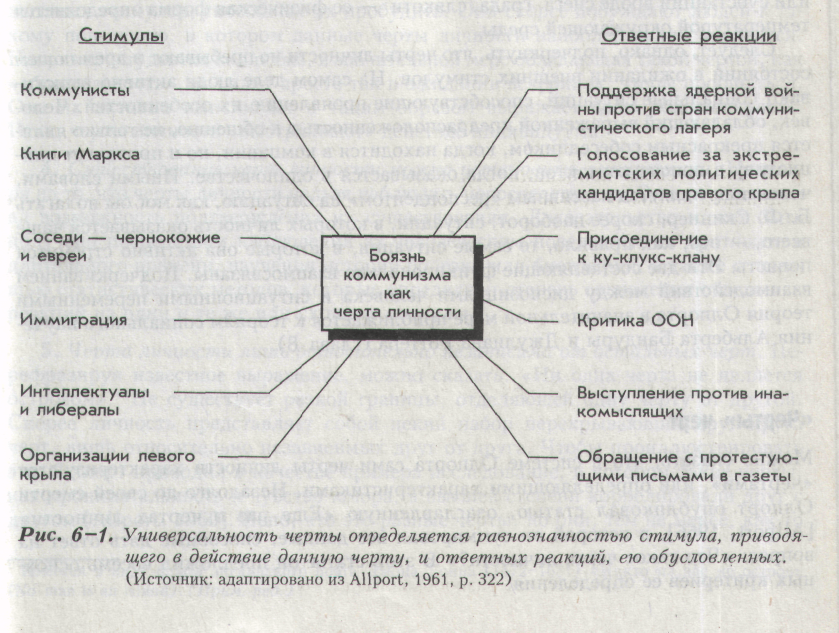 Стимулы
Ответные реакции
Коммунисты
Книги Маркса
Соседи — чернокожие
и евреи
Иммиграция
Интеллектуалы
и либералы
Организации левого
крыла
Боязнь
коммунизма
как
черта личности
Поддержка ядерной вой-
ны против коммуни-
стического лагеря
Голосование за экстре-
мистских политических
кандидатов правого крыла
Присоединение
к ку-клукс-клану
Критика ООН
Выступления против ина-
комыслящих
Обращение с протестую-
щими письмами в газеты
Рис. 6–1. Универсальность черты определяется равнозначностью стимула, приводя-
щего в действие данную черту, и ответных реакций, ею обусловленных.
(Источник: адаптировано из Allport, 1961, p. 322)